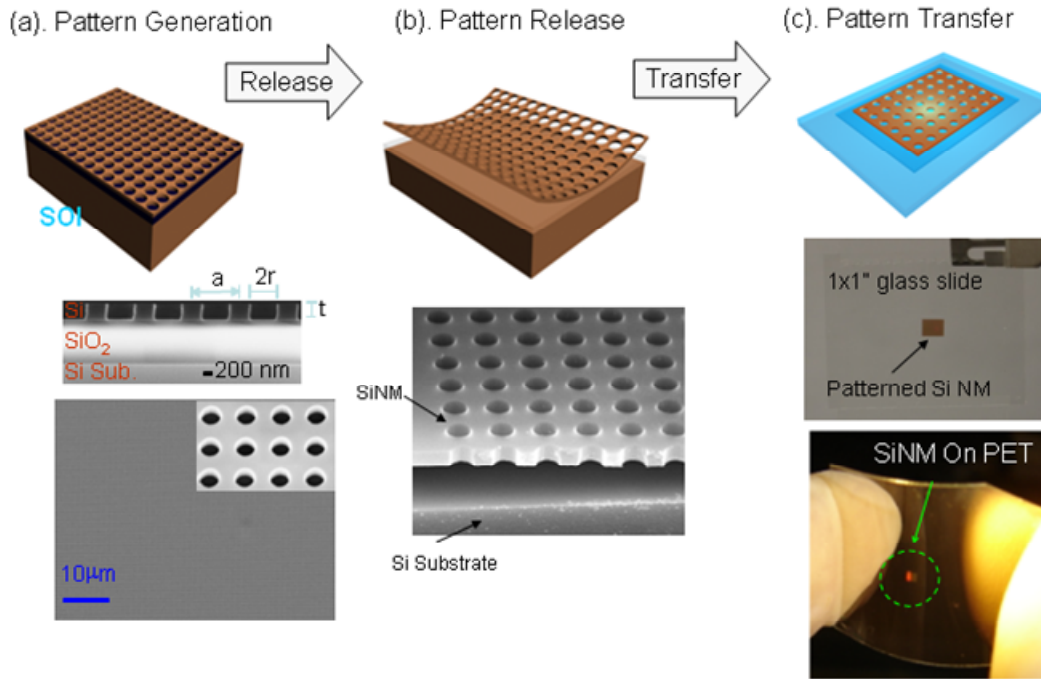 (a). Pattern Generation
Release
SOI
a
2r
t
Si
SiO₂
Si Sub.
200 nm
10μm
(b). Pattern Release
Transfer
SiNM
Si Substrate
(c). Pattern Transfer
1x1" glass slide
Patterned Si NM
SiNM On PET